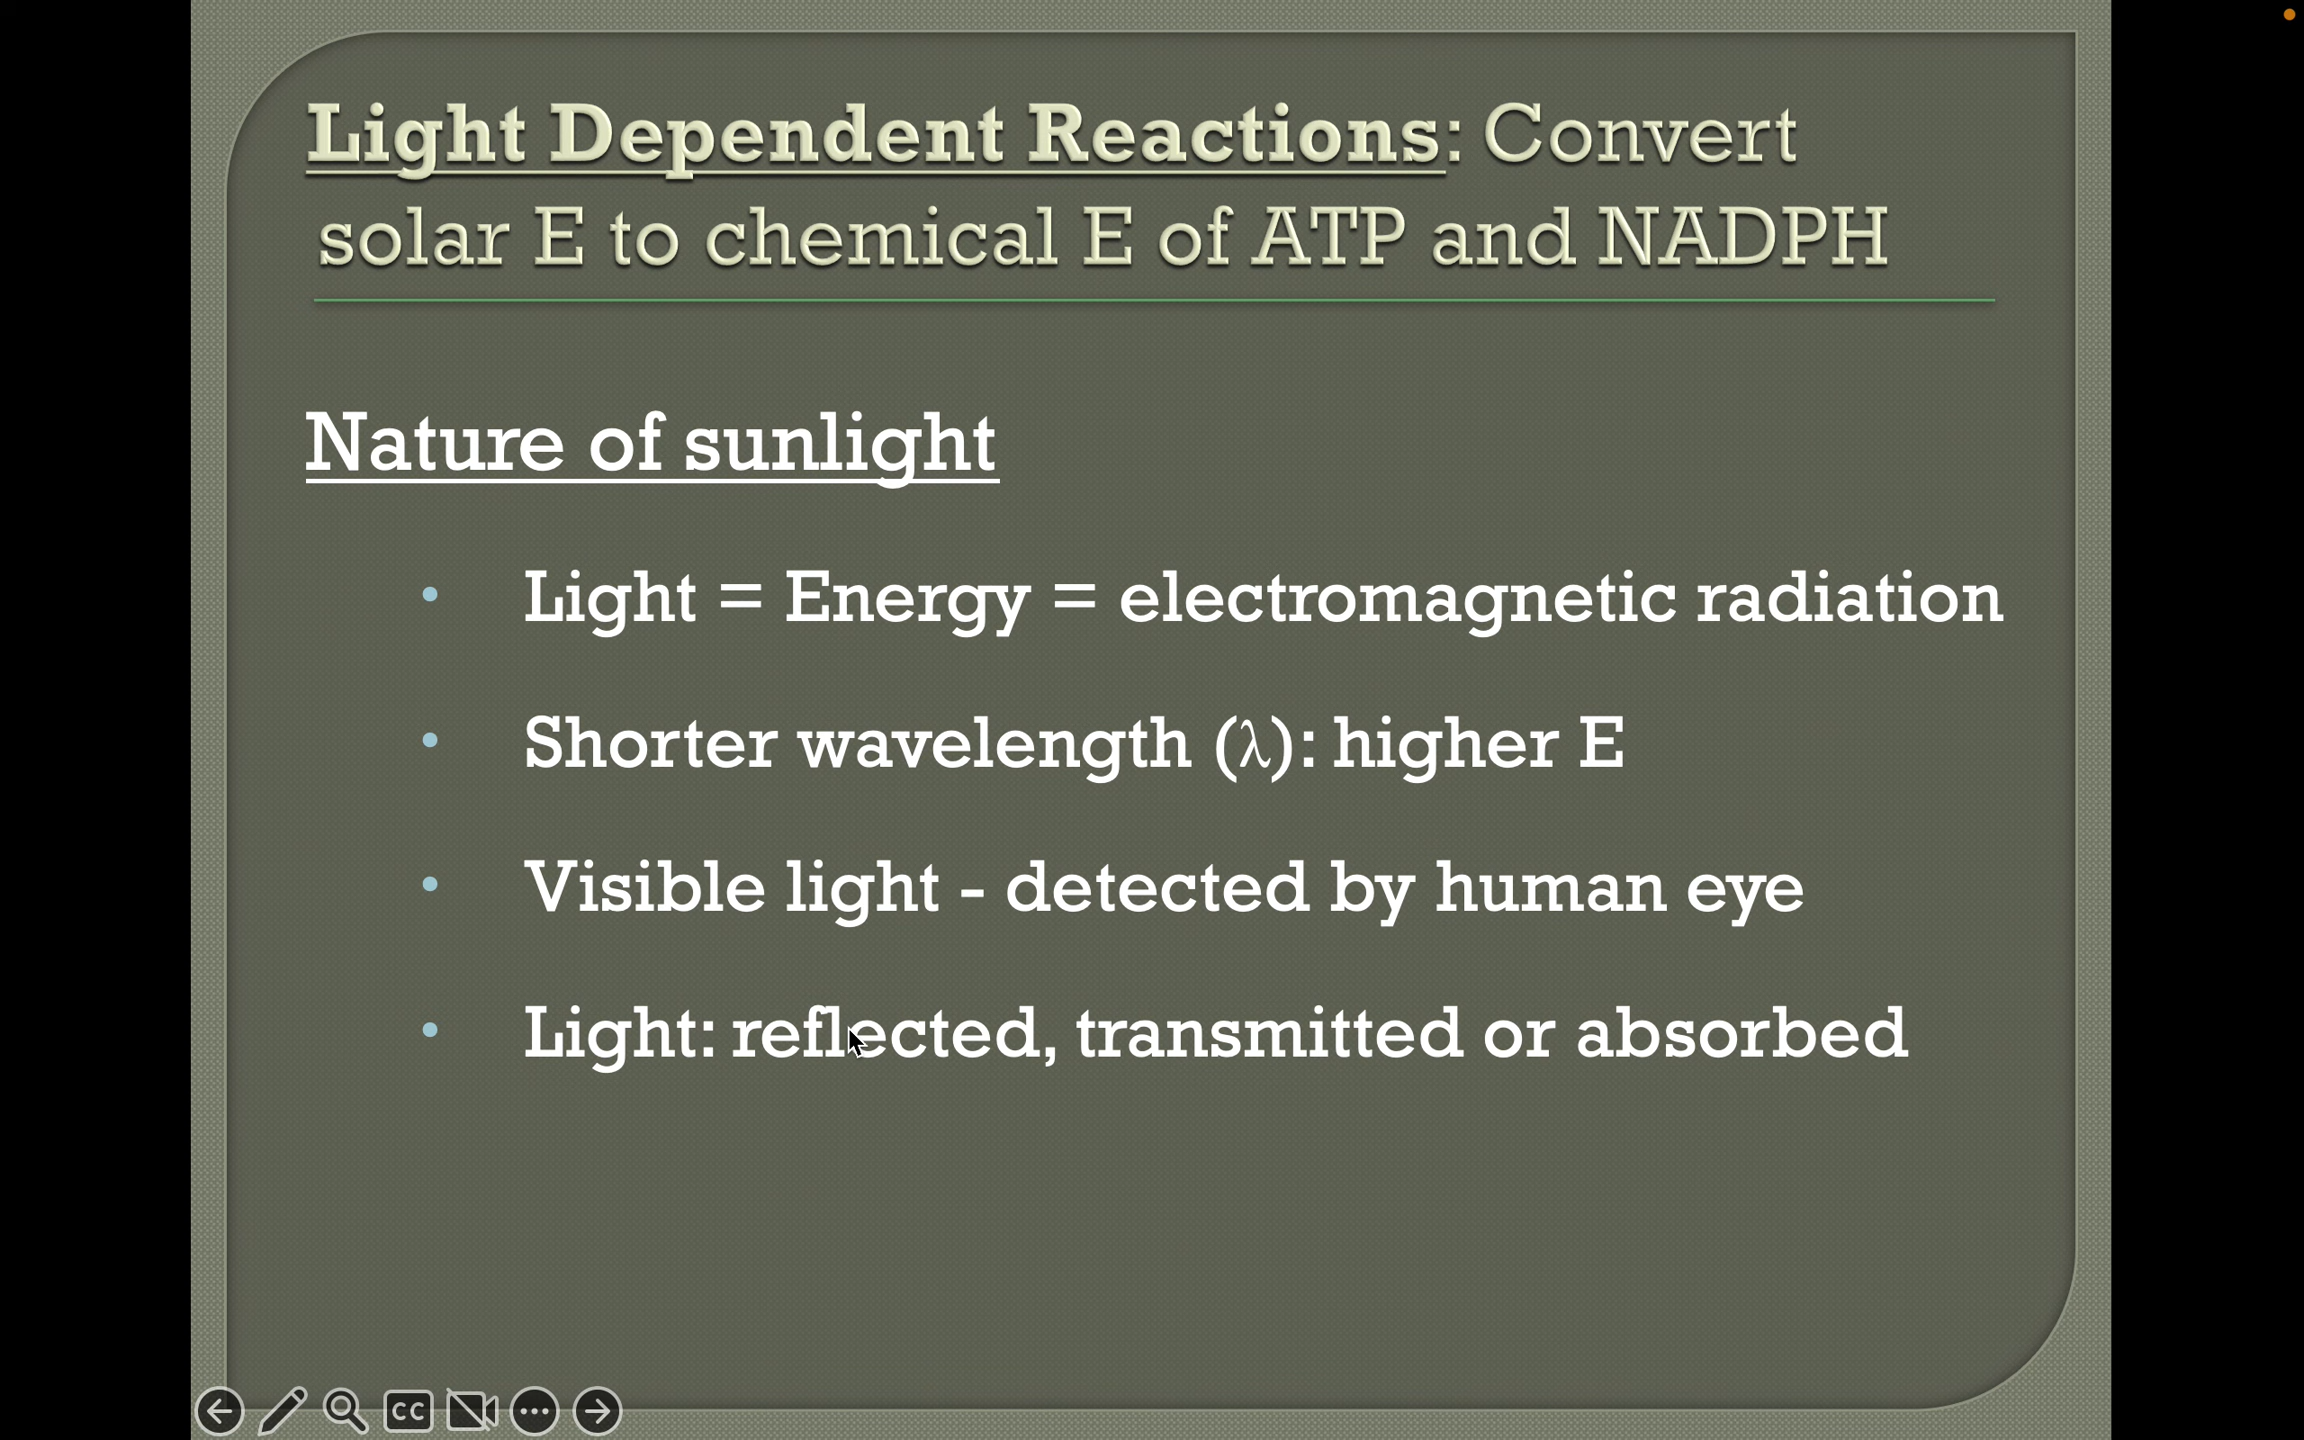 Light Dependent Reactions: Convert
solar E to chemical E of ATP and NADPH
Nature of sunlight
• Light = Energy = electromagnetic radiation
• Shorter wavelength (λ): higher E
• Visible light - detected by human eye
• Light: reflected, transmitted or absorbed
CC